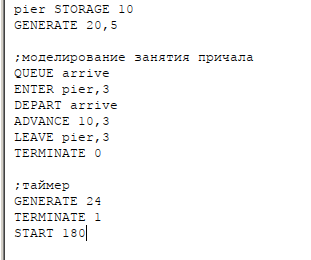 pier STORAGE 10
GENERATE 20,5
;моделирование занятия причала
QUEUE arrive
ENTER pier,3
DEPART arrive
ADVANCE 10,3
LEAVE pier,3
TERMINATE 0
;таймер
GENERATE 24
TERMINATE 1
START 180